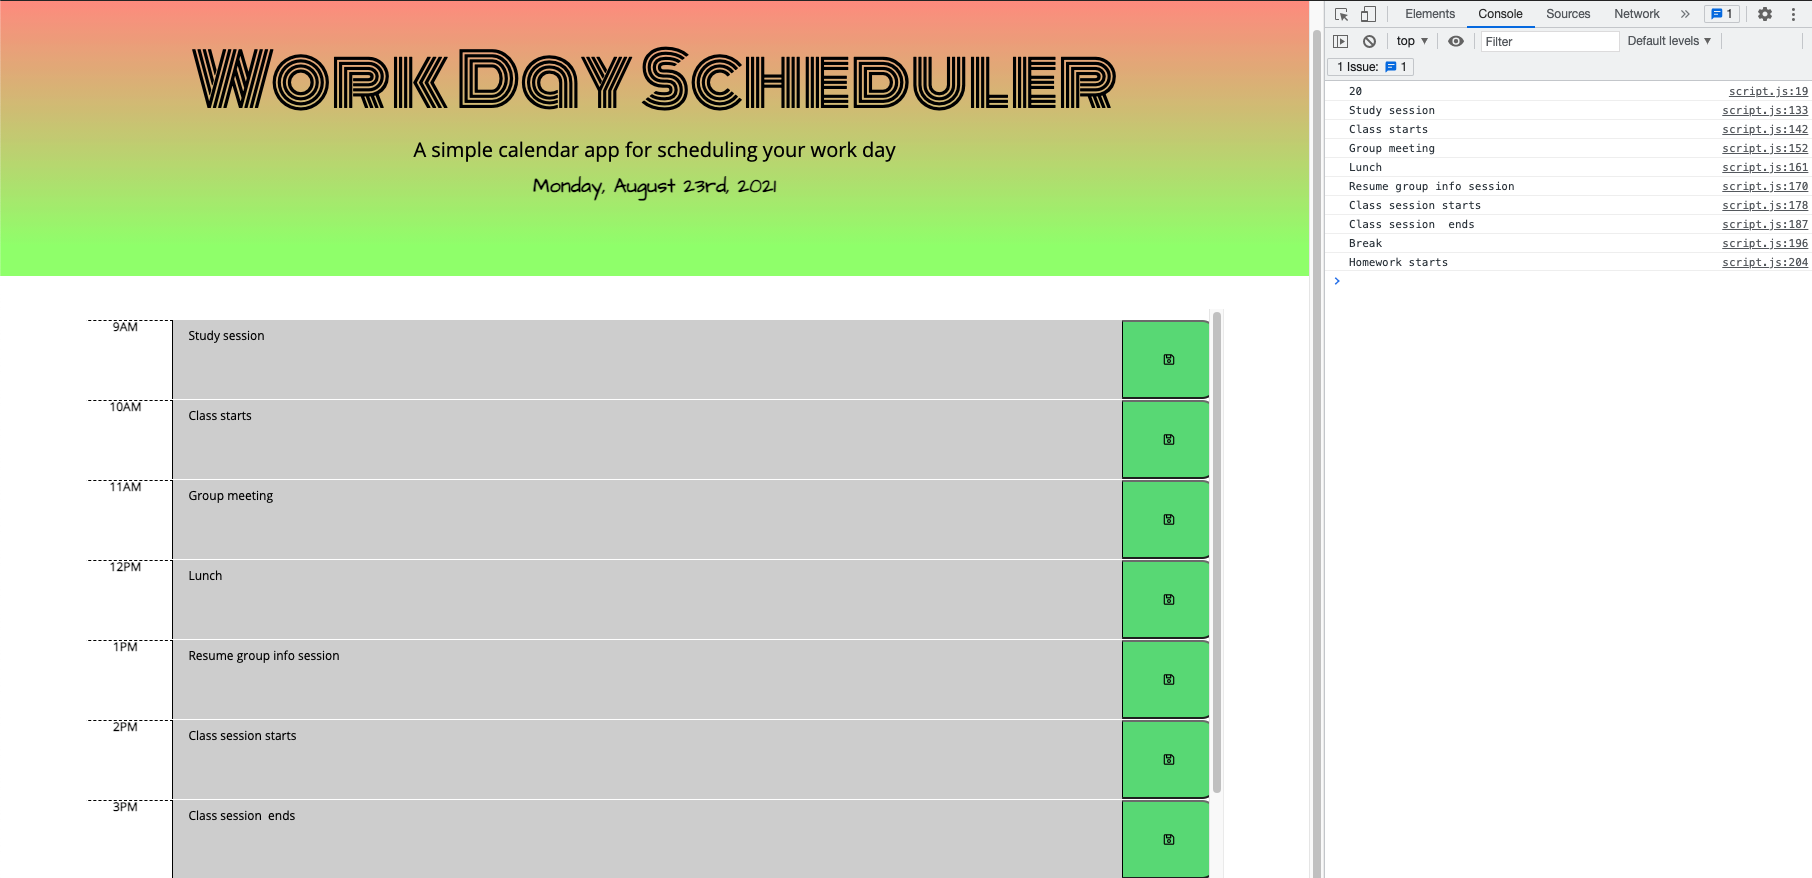 Work Day Scheduler
A simple calendar app for scheduling your work day
Monday, August 23rd, 2021
9AM Study session
10AM Class starts
11AM Group meeting
12PM Lunch
1PM Resume group info session
2PM Class session starts
3PM Class session  ends
Elements Console Sources Network » 1
top ▼ Filter Default levels ▼
1 Issue: 1
20 script.js:19
Study session script.js:133
Class starts script.js:142
Group meeting script.js:152
Lunch script.js:161
Resume group info session script.js:170
Class session starts script.js:178
Class session  ends script.js:187
Break script.js:196
Homework starts script.js:204